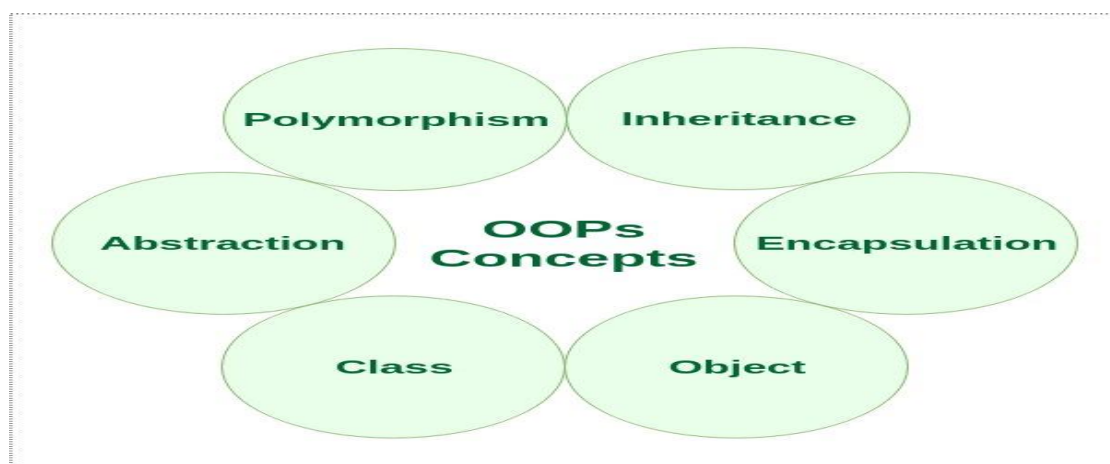 Polymorphism
Inheritance
Abstraction
OOPs
Concepts
Encapsulation
Class
Object